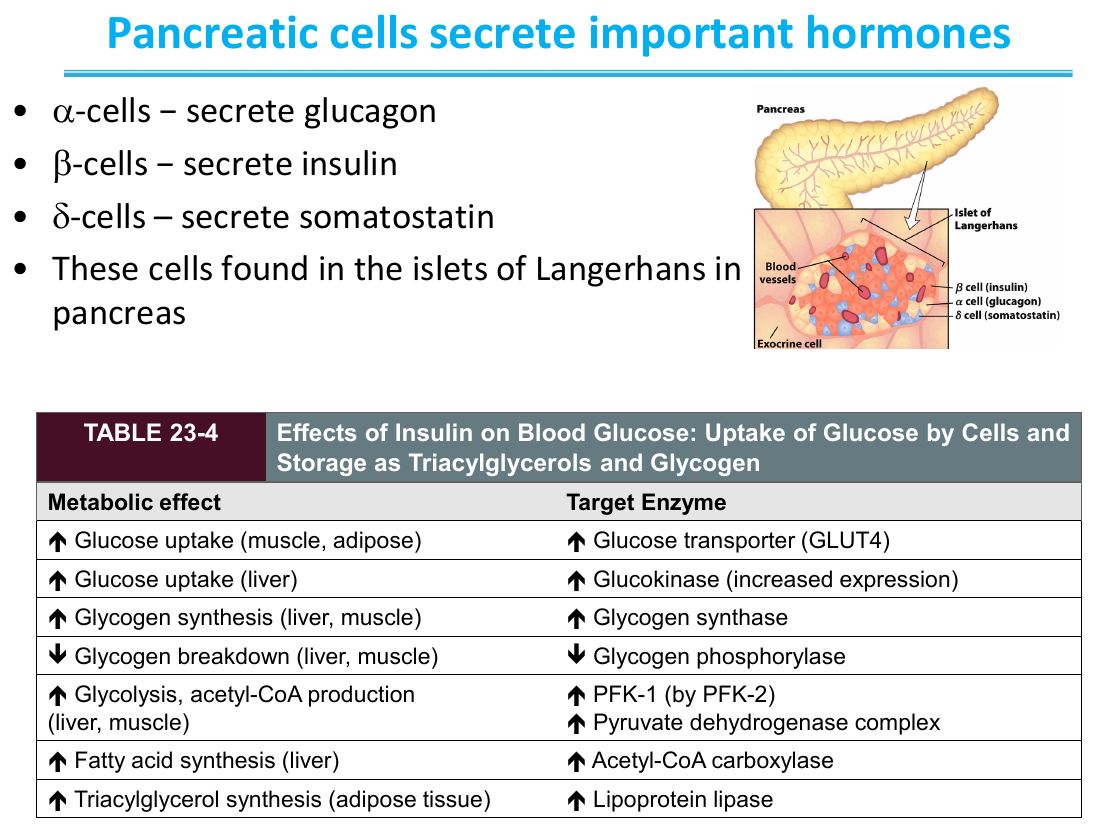 Pancreatic cells secrete important hormones
• α-cells − secrete glucagon
• β-cells − secrete insulin
• δ-cells – secrete somatostatin
• These cells found in the islets of Langerhans in
pancreas
Pancreas
Islet of
Langerhans
Blood
vessels
β cell (insulin)
α cell (glucagon)
δ cell (somatostatin)
Exocrine cell
TABLE 23-4 Effects of Insulin on Blood Glucose: Uptake of Glucose by Cells and
Storage as Triacylglycerols and Glycogen
Metabolic effect Target Enzyme
↑ Glucose uptake (muscle, adipose) ↑ Glucose transporter (GLUT4)
↑ Glucose uptake (liver) ↑ Glucokinase (increased expression)
↑ Glycogen synthesis (liver, muscle) ↑ Glycogen synthase
↓ Glycogen breakdown (liver, muscle) ↓ Glycogen phosphorylase
↑ Glycolysis, acetyl-CoA production ↑ PFK-1 (by PFK-2)
(liver, muscle) ↑ Pyruvate dehydrogenase complex
↑ Fatty acid synthesis (liver) ↑ Acetyl-CoA carboxylase
↑ Triacylglycerol synthesis (adipose tissue) ↑ Lipoprotein lipase